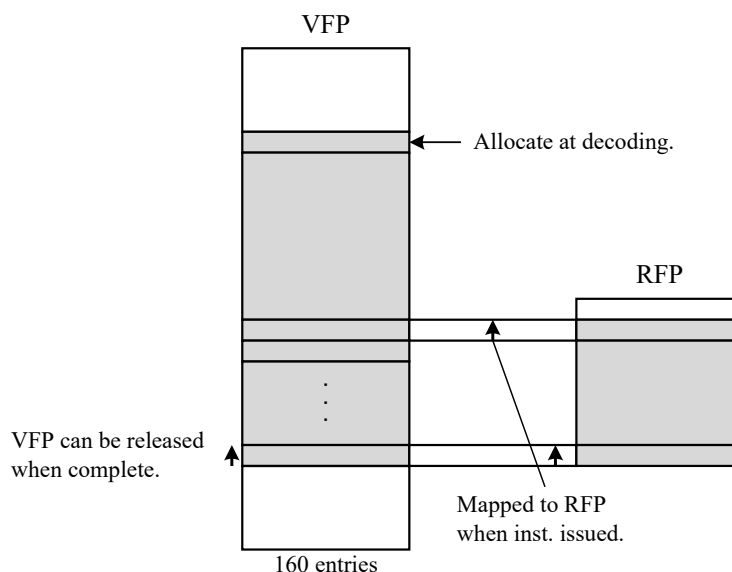 VFP
Allocate at decoding.
RFP
.
.
.
VFP can be released
when complete.
Mapped to RFP
when inst. issued.
160 entries